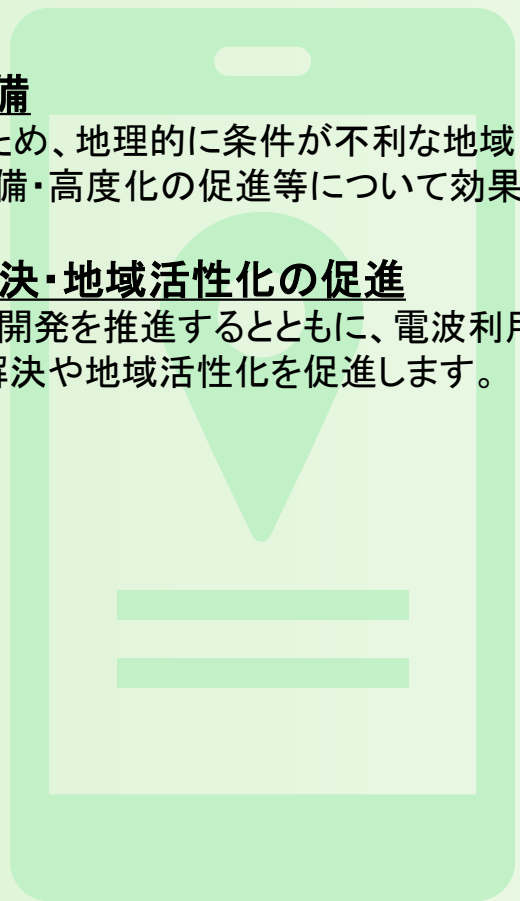 備
ため、地理的に条件が不利な地域
備・高度化の促進等について効果
決・地域活性化の促進
開発を推進するとともに、電波利用
解決や地域活性化を促進します。